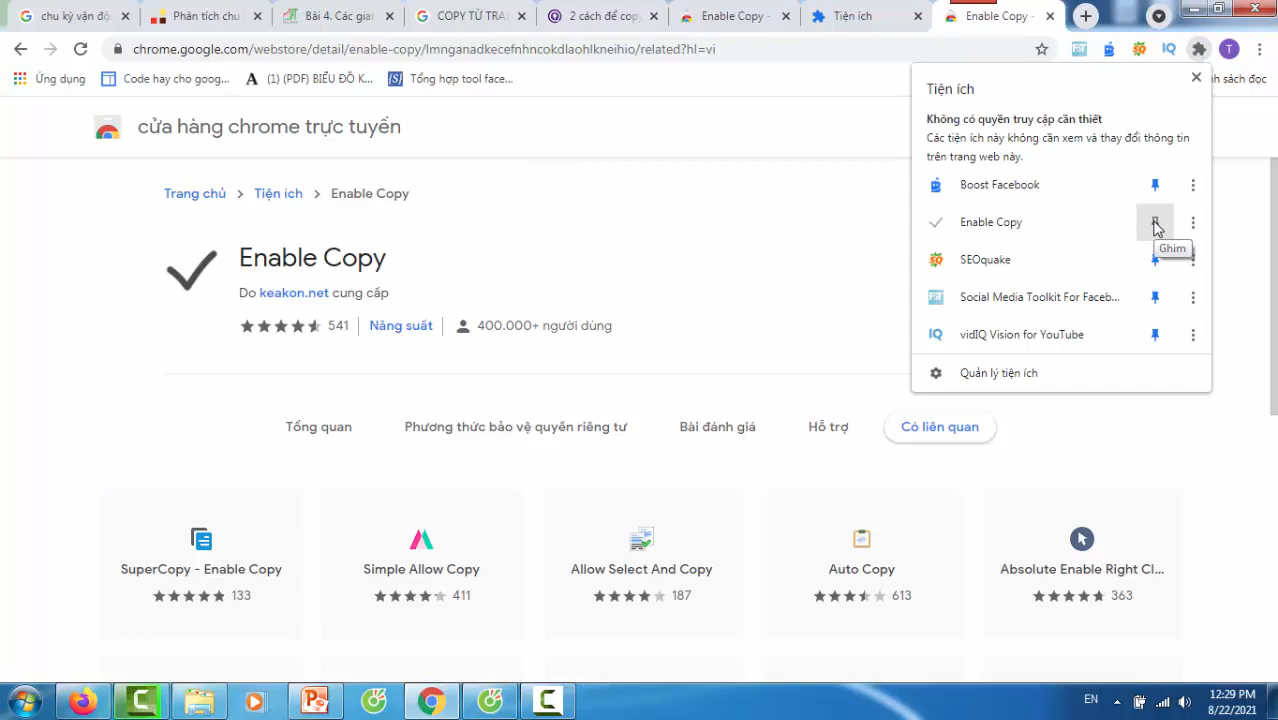 chu kỳ vận độ
Phân tích chu
Bài 4. Các giai
COPY TỪ TRA
2 cách để copy
Enable Copy -
Tiện ích
Enable Copy -
chrome.google.com/webstore/detail/enable-copy/lmnganadkecefnhncokdlaohlkneihio/related?hl=vi
IQ
T
Ứng dụng
Code hay cho goog...
(1) (PDF) BIỂU ĐỒ K...
Tổng hợp tool face...
nh sách đọc
cửa hàng chrome trực tuyến
Trang chủ
Tiện ích
Enable Copy
Enable Copy
Do keakon.net cung cấp
541
Năng suất
400.000+ người dùng
Tiện ích
Không có quyền truy cập cần thiết
Các tiện ích này không cần xem và thay đổi thông tin
trên trang web này.
Boost Facebook
Enable Copy
Ghim
SEOquake
Social Media Toolkit For Faceb...
IQ
vidIQ Vision for YouTube
Quản lý tiện ích
Tổng quan
Phương thức bảo vệ quyền riêng tư
Bài đánh giá
Hỗ trợ
Có liên quan
SuperCopy - Enable Copy
133
Simple Allow Copy
411
Allow Select And Copy
187
Auto Copy
613
Absolute Enable Right Cl...
363
EN
12:29 PM
8/22/2021